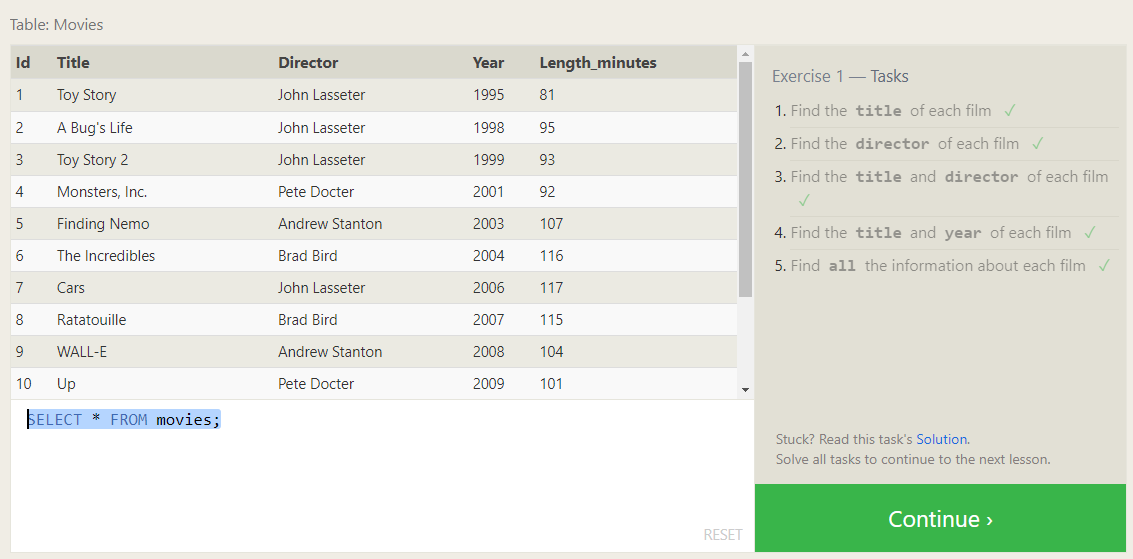 Table: Movies
Id Title Director Year Length_minutes
1 Toy Story John Lasseter 1995 81
2 A Bug's Life John Lasseter 1998 95
3 Toy Story 2 John Lasseter 1999 93
4 Monsters, Inc. Pete Docter 2001 92
5 Finding Nemo Andrew Stanton 2003 107
6 The Incredibles Brad Bird 2004 116
7 Cars John Lasseter 2006 117
8 Ratatouille Brad Bird 2007 115
9 WALL-E Andrew Stanton 2008 104
10 Up Pete Docter 2009 101
SELECT * FROM movies;
RESET
Exercise 1 — Tasks
1. Find the title of each film ✓
2. Find the director of each film ✓
3. Find the title and director of each film
✓
4. Find the title and year of each film ✓
5. Find all the information about each film ✓
Stuck? Read this task's Solution.
Solve all tasks to continue to the next lesson.
Continue ›